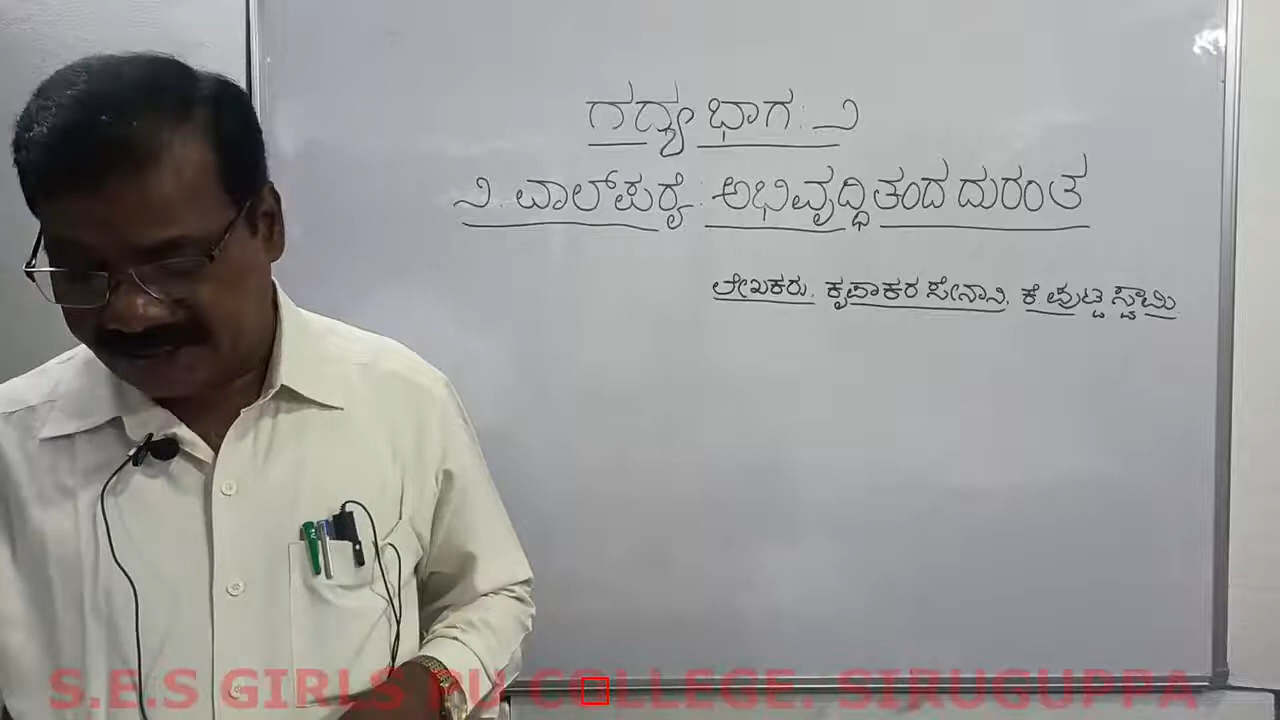 ಗದ್ಯ ಭಾಗ : ೨
೨. ವಾಲ್‌ಪರೈ : ಅಭಿವೃದ್ಧಿ ತಂದ ದುರಂತ
ಲೇಖಕರು. ಕೃಪಾಕರ ಸೇನಾನಿ, ಕೆ. ಪುಟ್ಟಸ್ವಾಮಿ.
S.E.S GIRLS PU COLLEGE. SIRUGUPPA